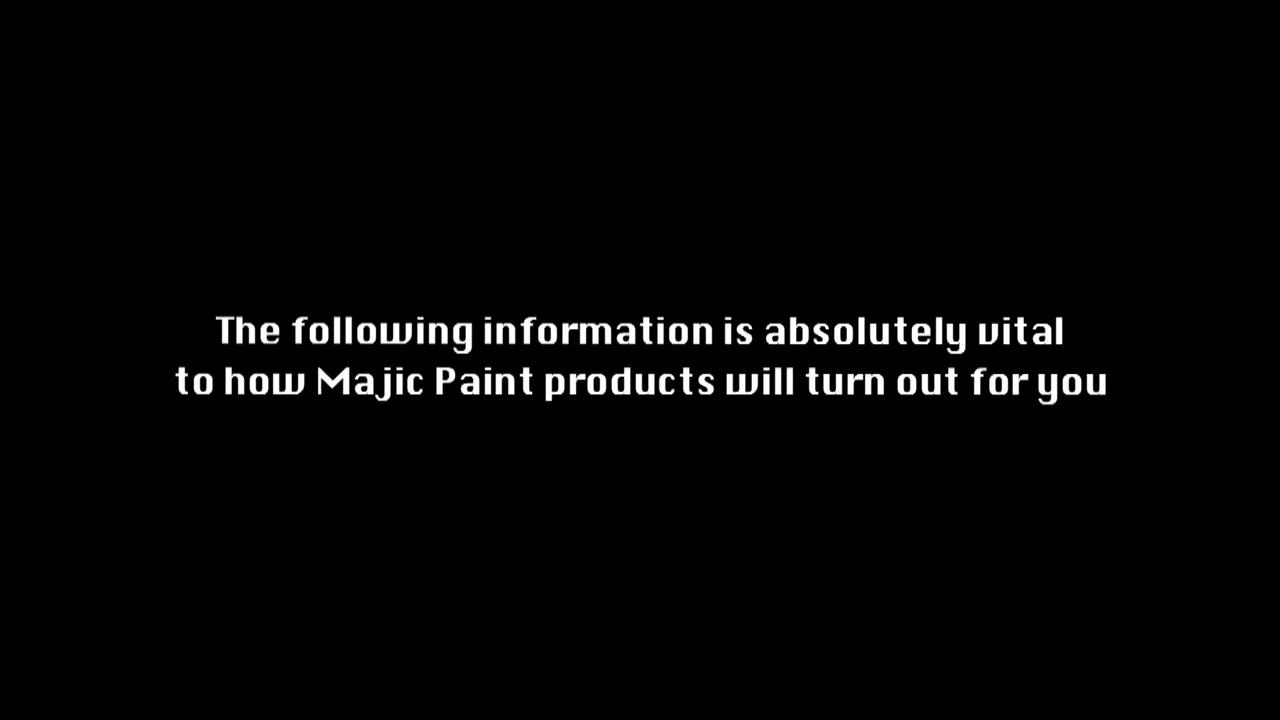 The following information is absolutely vital
to how Majic Paint products will turn out for you